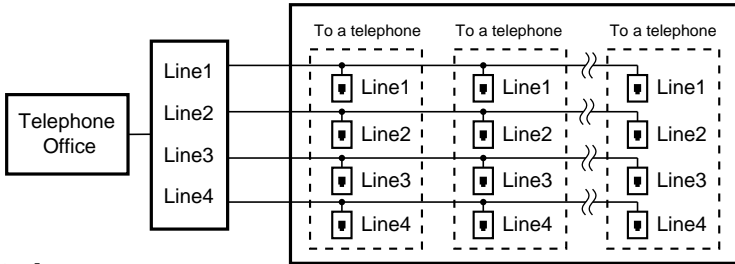 To a telephone To a telephone To a telephone
Line1 Line1 Line1 Line1
Line2 Line2 Line2 Line2
Telephone
Office
Line3 Line3 Line3 Line3
Line4 Line4 Line4 Line4